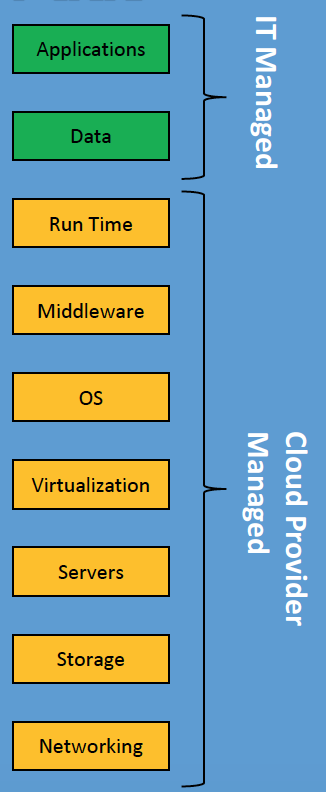 Applications
Data
IT Managed
Run Time
Middleware
OS
Virtualization
Servers
Storage
Networking
Cloud Provider
Managed